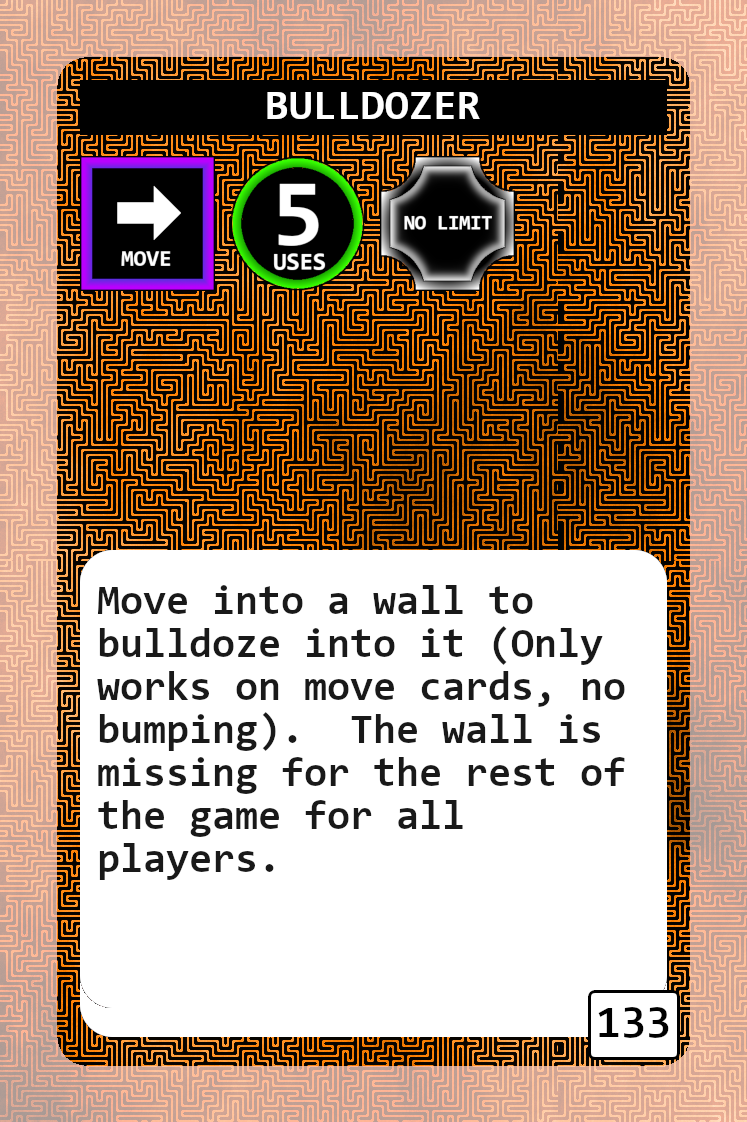 BULLDOZER
MOVE
5
USES
NO LIMIT
Move into a wall to
bulldoze into it (Only
works on move cards, no
bumping).  The wall is
missing for the rest of
the game for all
players.
133